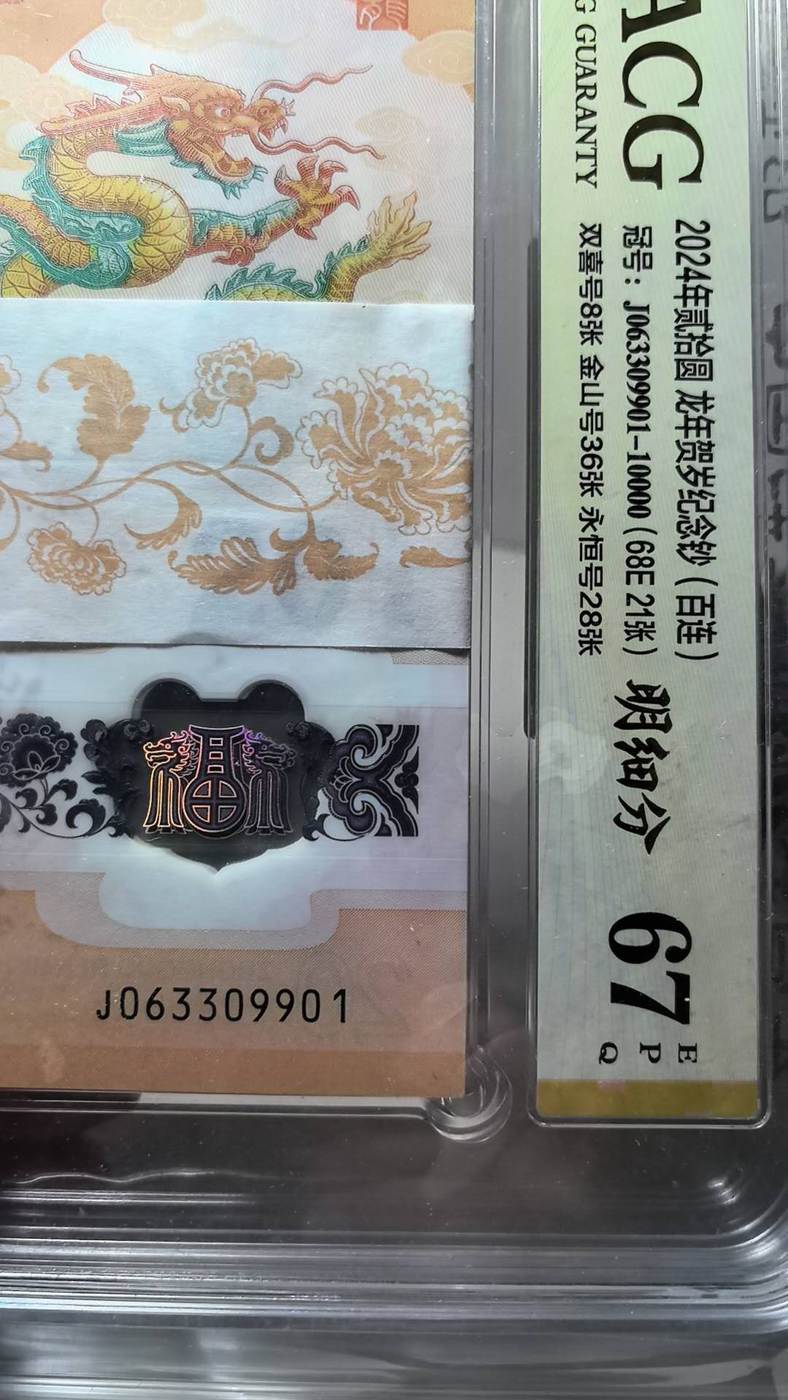 ACG
G GUARANTY
2024年贰拾圆 龙年贺岁纪念钞（百连）
冠号：J063309901-10000（68E 21张）
双喜号8张 金山号36张 永恒号28张
明细分
67
E
P
Q
J063309901